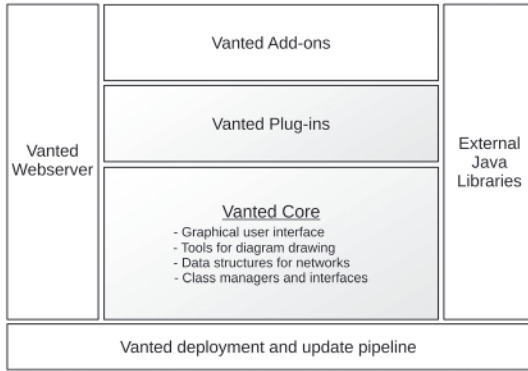 Vanted Add-ons
Vanted Plug-ins
Vanted
Webserver
External
Java
Libraries
Vanted Core
- Graphical user interface
- Tools for diagram drawing
- Data structures for networks
- Class managers and interfaces
Vanted deployment and update pipeline